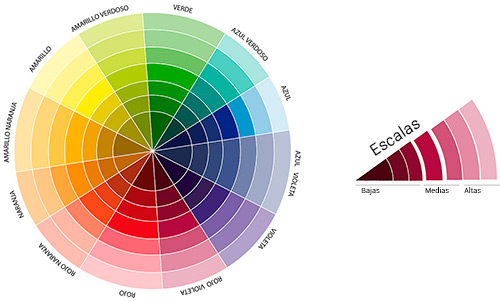 VERDE
AZUL VERDOSO
AZUL
AZUL VIOLETA
VIOLETA
ROJO VIOLETA
ROJO
ROJO NARANJA
NARANJA
AMARILLO NARANJA
AMARILLO
AMARILLO VERDOSO
Escalas
Bajas
Medias
Altas